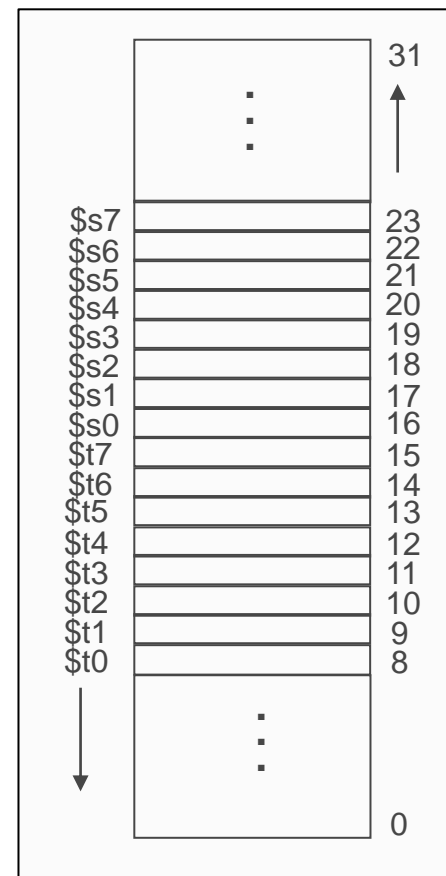 31
$s7 23
$s6 22
$s5 21
$s4 20
$s3 19
$s2 18
$s1 17
$s0 16
$t7 15
$t6 14
$t5 13
$t4 12
$t3 11
$t2 10
$t1 9
$t0 8
0